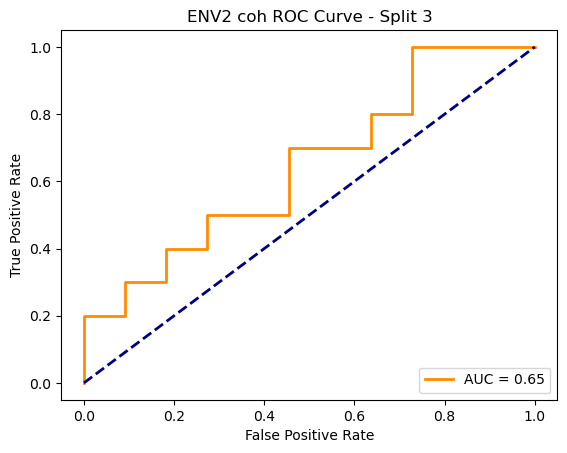 ENV2 coh ROC Curve - Split 3
True Positive Rate
1.0
0.8
0.6
0.4
0.2
0.0
AUC = 0.65
0.0 0.2 0.4 0.6 0.8 1.0
False Positive Rate